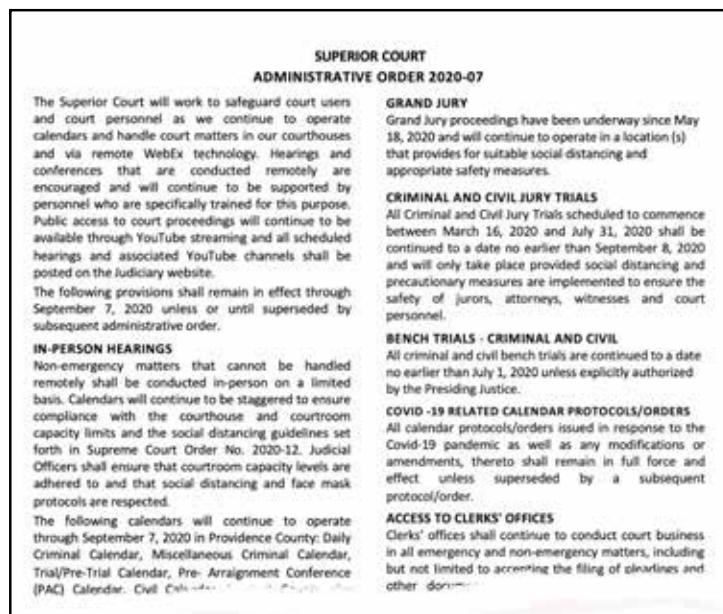 SUPERIOR COURT
ADMINISTRATIVE ORDER 2020-07
The Superior Court will work to safeguard court users
and court personnel as we continue to operate
calendars and handle court matters in our courthouses
and via remote WebEx technology. Hearings and
conferences that are conducted remotely are
encouraged and will continue to be supported by
personnel who are specifically trained for this purpose.
Public access to court proceedings will continue to be
available through YouTube streaming and all scheduled
hearings and associated YouTube channels shall be
posted on the Judiciary website.
The following provisions shall remain in effect through
September 7, 2020 unless or until superseded by
subsequent administrative order.
IN-PERSON HEARINGS
Non-emergency matters that cannot be handled
remotely shall be conducted in-person on a limited
basis. Calendars will continue to be staggered to ensure
compliance with the courthouse and courtroom
capacity limits and the social distancing guidelines set
forth in Supreme Court Order No. 2020-12. Judicial
Officers shall ensure that courtroom capacity levels are
adhered to and that social distancing and face mask
protocols are respected.
The following calendars will continue to operate
through September 7, 2020 in Providence County: Daily
Criminal Calendar, Miscellaneous Criminal Calendar,
Trial/Pre-Trial Calendar, Pre- Arraignment Conference
(PAC) Calendar, Civil
GRAND JURY
Grand Jury proceedings have been underway since May
18, 2020 and will continue to operate in a location (s)
that provides for suitable social distancing and
appropriate safety measures.
CRIMINAL AND CIVIL JURY TRIALS
All Criminal and Civil Jury Trials scheduled to commence
between March 16, 2020 and July 31, 2020 shall be
continued to a date no earlier than September 8, 2020
and will only take place provided social distancing and
precautionary measures are implemented to ensure the
safety of jurors, attorneys, witnesses and court
personnel.
BENCH TRIALS - CRIMINAL AND CIVIL
All criminal and civil bench trials are continued to a date
no earlier than July 1, 2020 unless explicitly authorized
by the Presiding Justice.
COVID -19 RELATED CALENDAR PROTOCOLS/ORDERS
All calendar protocols/orders issued in response to the
Covid-19 pandemic as well as any modifications or
amendments, thereto shall remain in full force and
effect unless superseded by a subsequent
protocol/order.
ACCESS TO CLERKS' OFFICES
Clerks' offices shall continue to conduct court business
in all emergency and non-emergency matters, including
but not limited to accepting the filing of pleadings and
other